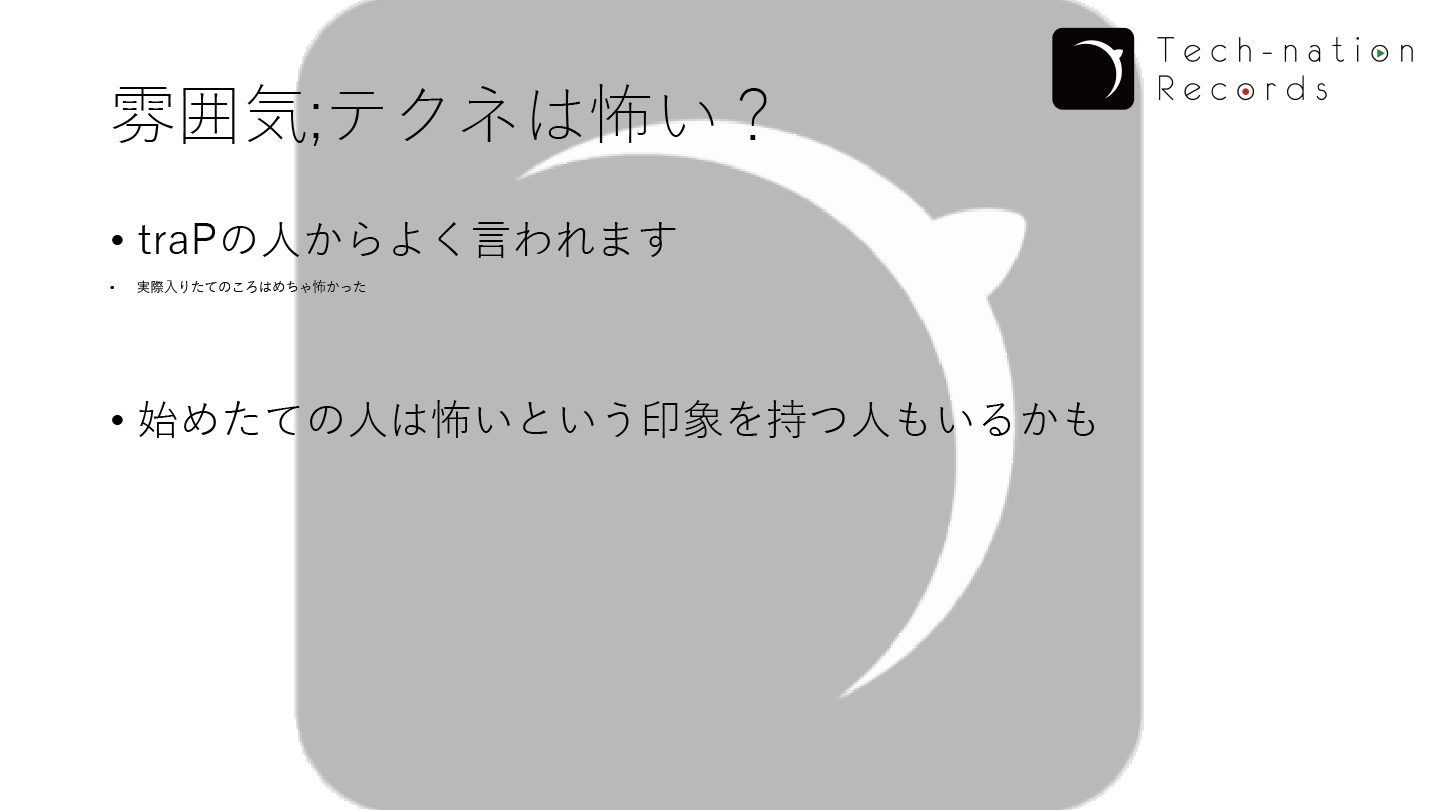 Tech-nation
Records
雰囲気;テクネは怖い？
• traPの人からよく言われます
• 実際入りたてのころはめちゃ怖かった
• 始めたての人は怖いという印象を持つ人もいるかも